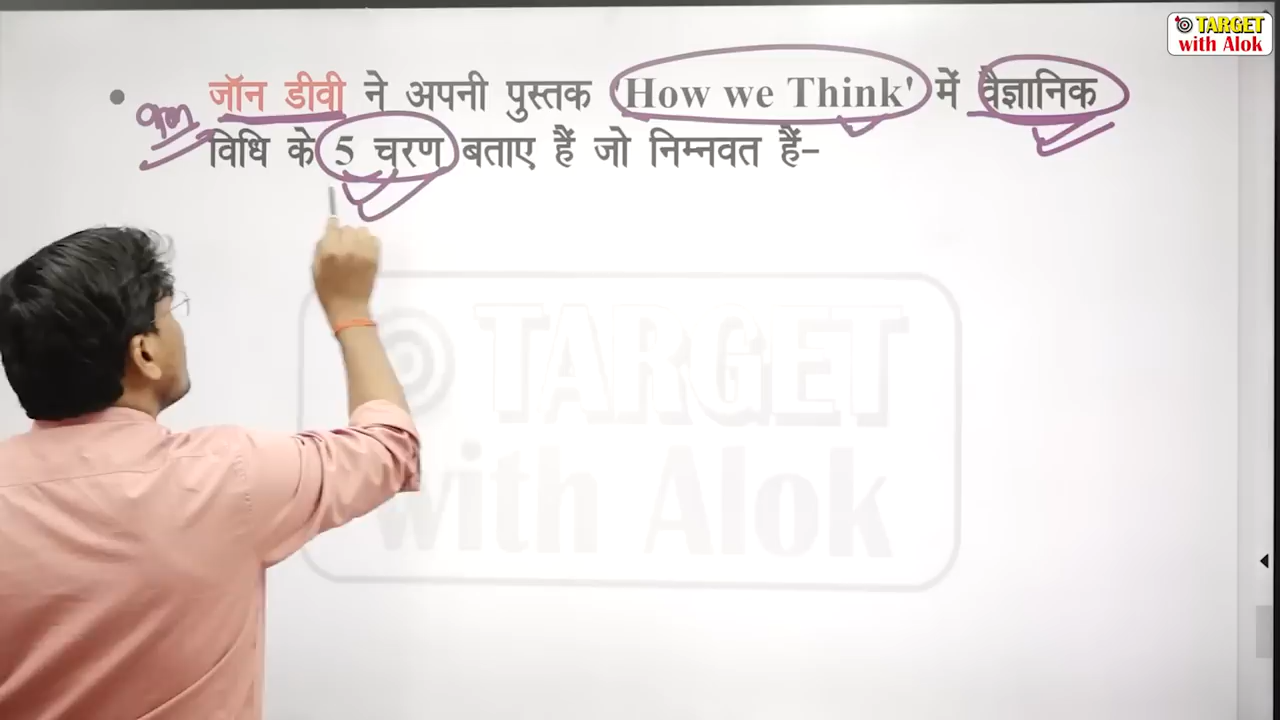 TARGET
with Alok
• जॉन डीवी ने अपनी पुस्तक 'How we Think' में वैज्ञानिक
विधि के 5 चरण बताए हैं जो निम्नवत हैं–
TARGET
with Alok